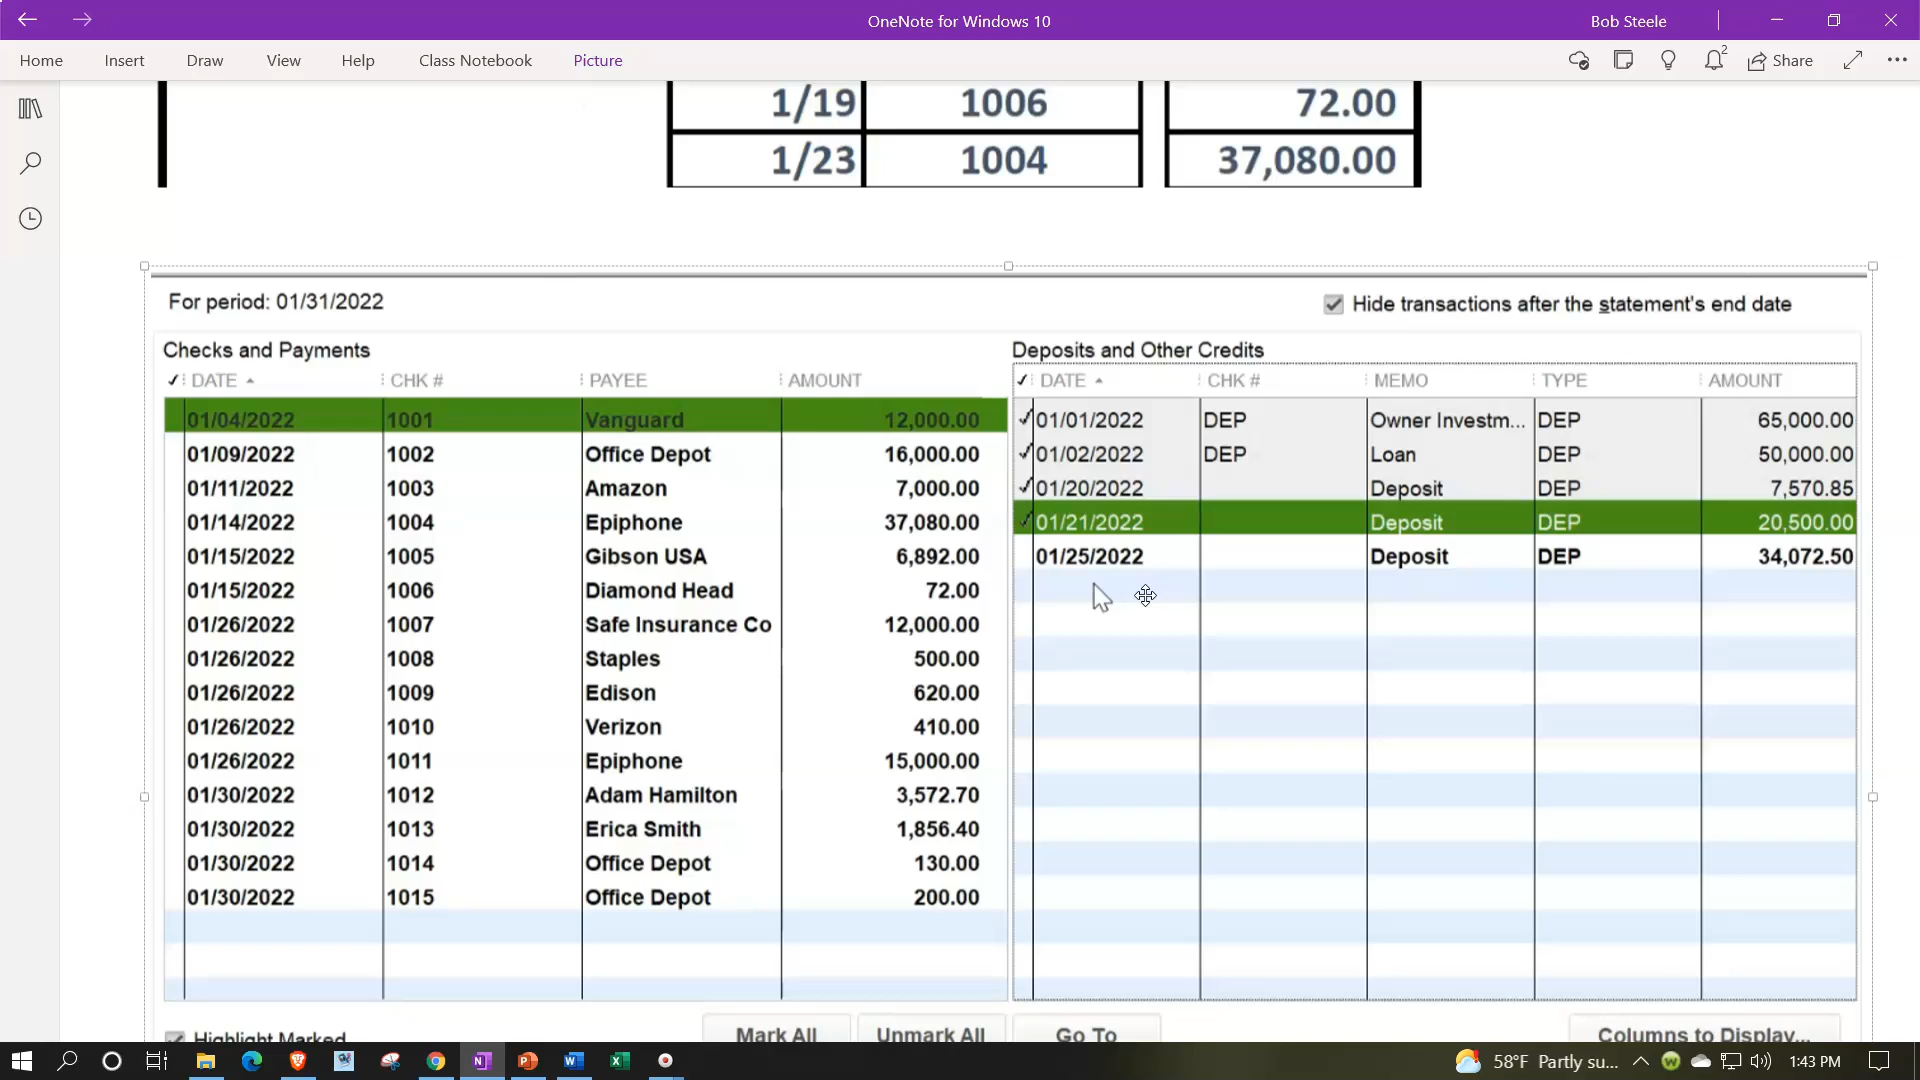 OneNote for Windows 10
Bob Steele
Home Insert Draw View Help Class Notebook Picture
2
Share
1/19 1006 72.00
1/23 1004 37,080.00
For period: 01/31/2022
Hide transactions after the statement's end date
Checks and Payments
Deposits and Other Credits
✓ DATE CHK # PAYEE AMOUNT
✓ DATE CHK # MEMO TYPE AMOUNT
01/04/2022 1001 Vanguard 12,000.00
✓ 01/01/2022 DEP Owner Investm... DEP 65,000.00
01/09/2022 1002 Office Depot 16,000.00
✓ 01/02/2022 DEP Loan DEP 50,000.00
01/11/2022 1003 Amazon 7,000.00
✓ 01/20/2022 Deposit DEP 7,570.85
01/14/2022 1004 Epiphone 37,080.00
✓ 01/21/2022 Deposit DEP 20,500.00
01/15/2022 1005 Gibson USA 6,892.00
01/25/2022 Deposit DEP 34,072.50
01/15/2022 1006 Diamond Head 72.00
01/26/2022 1007 Safe Insurance Co 12,000.00
01/26/2022 1008 Staples 500.00
01/26/2022 1009 Edison 620.00
01/26/2022 1010 Verizon 410.00
01/26/2022 1011 Epiphone 15,000.00
01/30/2022 1012 Adam Hamilton 3,572.70
01/30/2022 1013 Erica Smith 1,856.40
01/30/2022 1014 Office Depot 130.00
01/30/2022 1015 Office Depot 200.00
Highlight Marked
Mark All
Unmark All
Go To
Columns to Display...
58°F Partly su...
1:43 PM